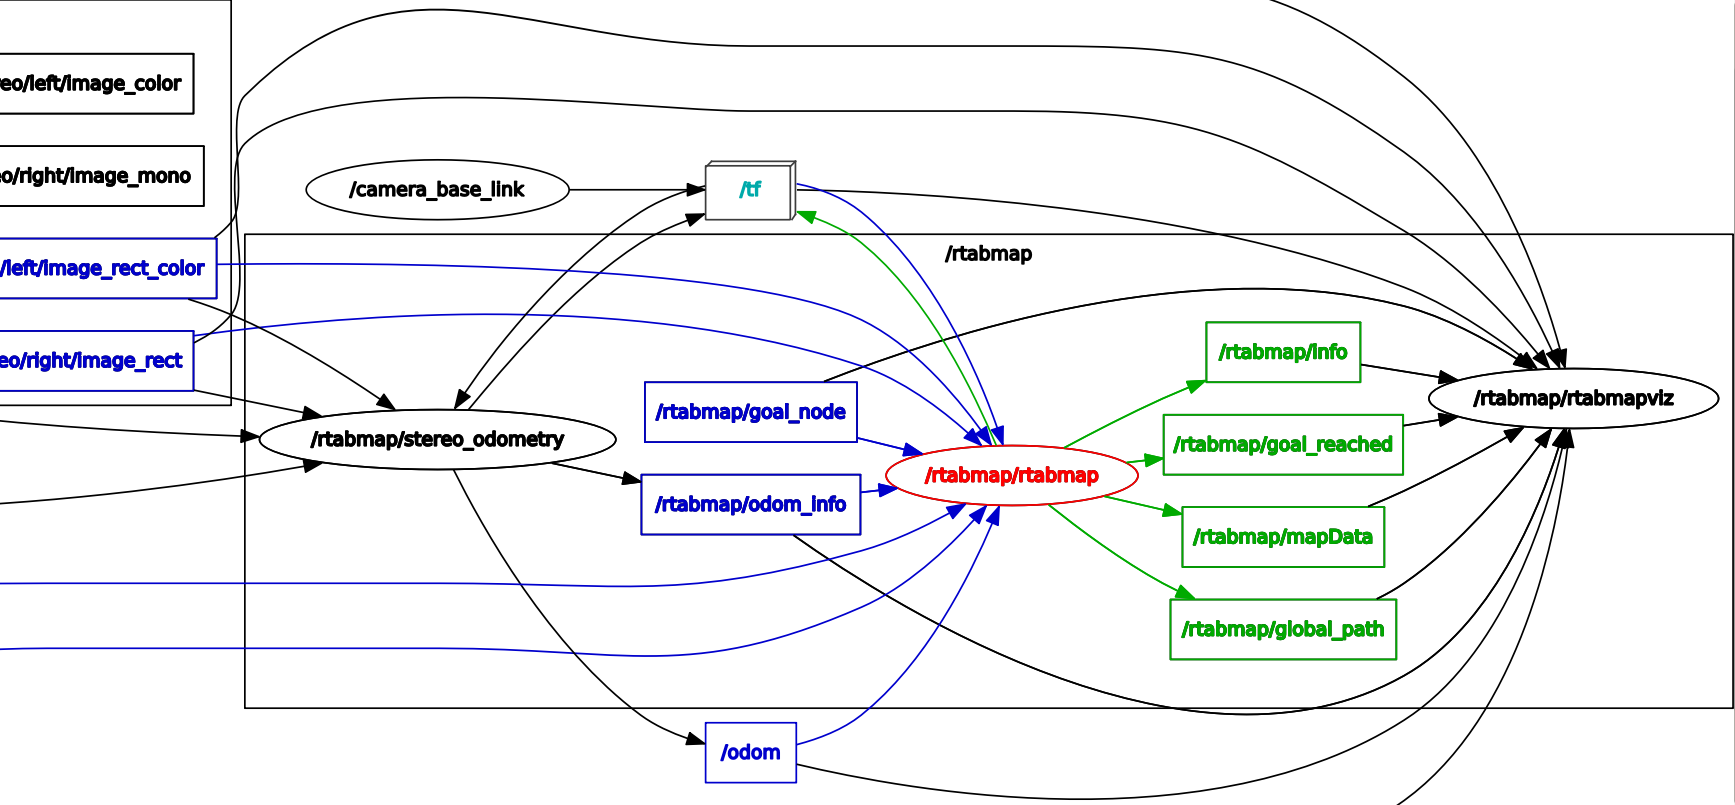 eo/left/image_color
o/right/image_mono
/left/image_rect_color
eo/right/image_rect
/camera_base_link
/tf
/rtabmap
/rtabmap/stereo_odometry
/rtabmap/goal_node
/rtabmap/odom_info
/odom
/rtabmap/rtabmap
/rtabmap/info
/rtabmap/goal_reached
/rtabmap/mapData
/rtabmap/global_path
/rtabmap/rtabmapviz